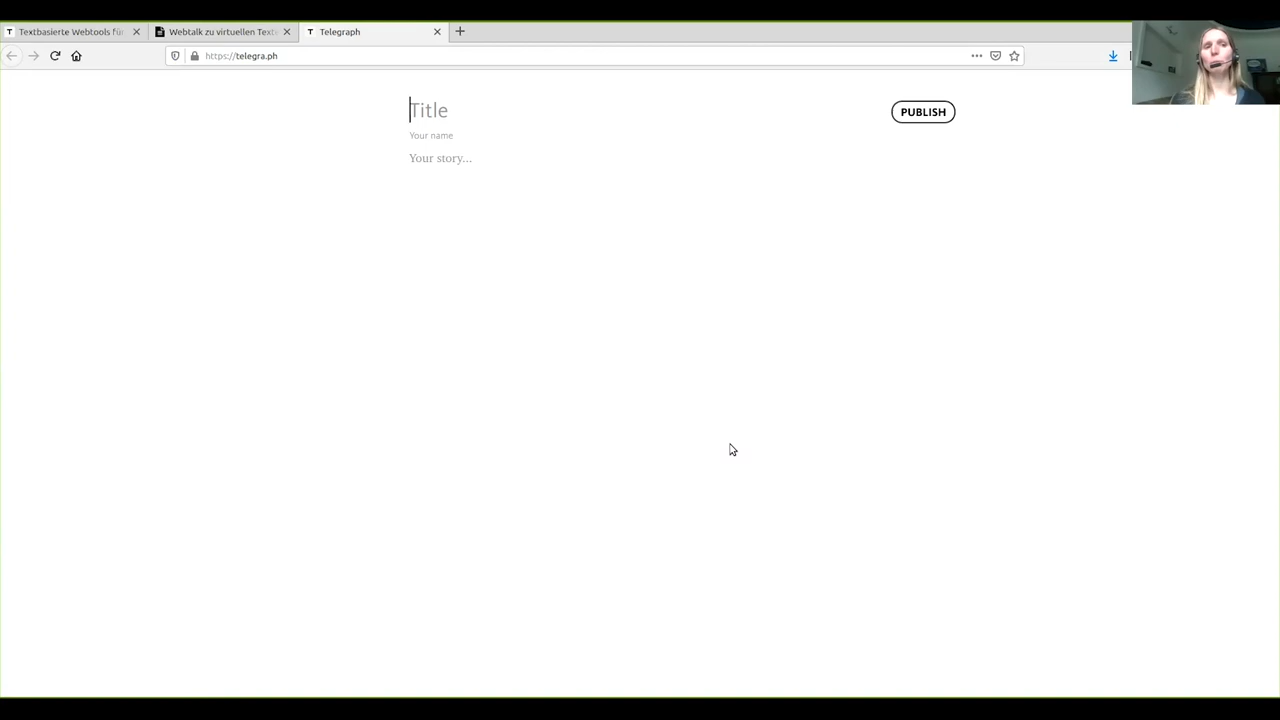 T Textbasierte Webtools fü
Webtalk zu virtuellen Text
T Telegraph
https://telegra.ph
Title
PUBLISH
Your name
Your story...